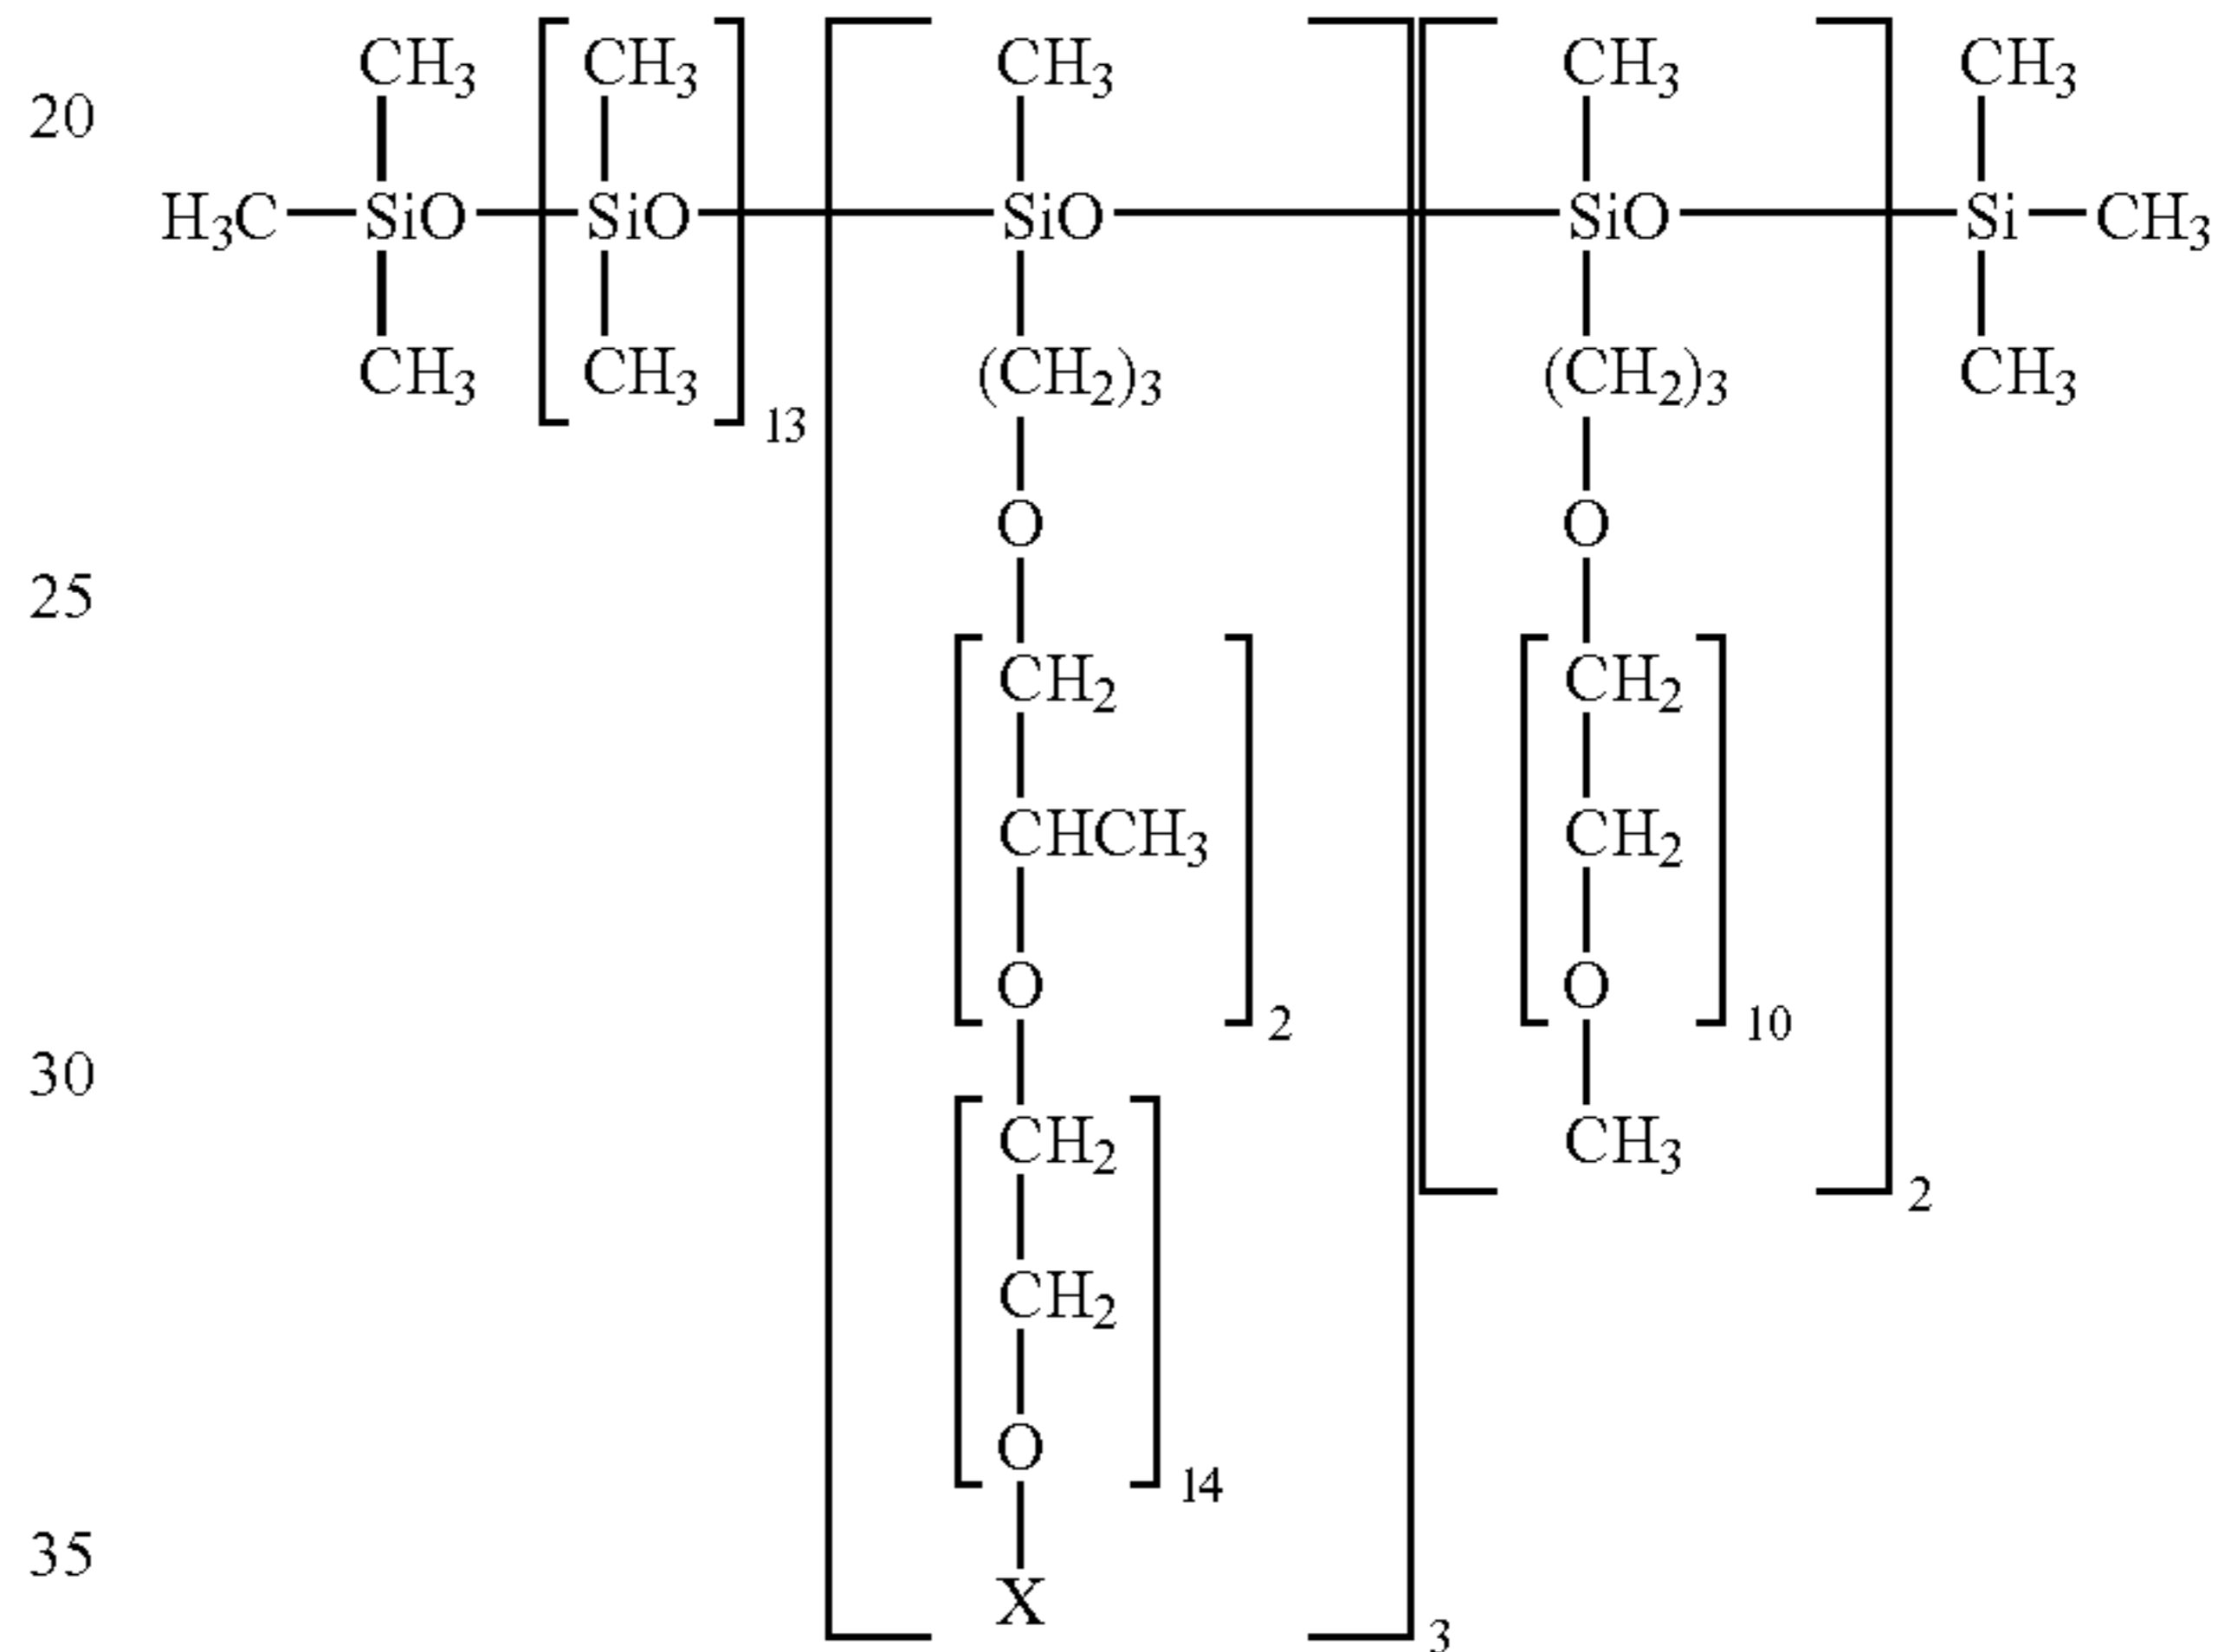 CH3 CH3 CH3 CH3 CH3
20
H3C SiO SiO SiO SiO Si CH3
CH3 CH3 (CH2)3 (CH2)3 CH3
13
O O
25
CH2 CH2
CHCH3 CH2
O O
2 10
30
CH2 CH3
2
CH2
O
14
35
X
3